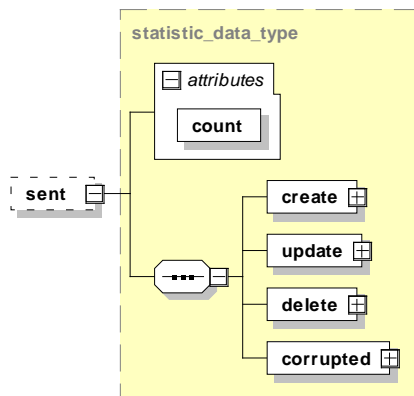 statistic_data_type
attributes
count
sent
create
update
delete
corrupted